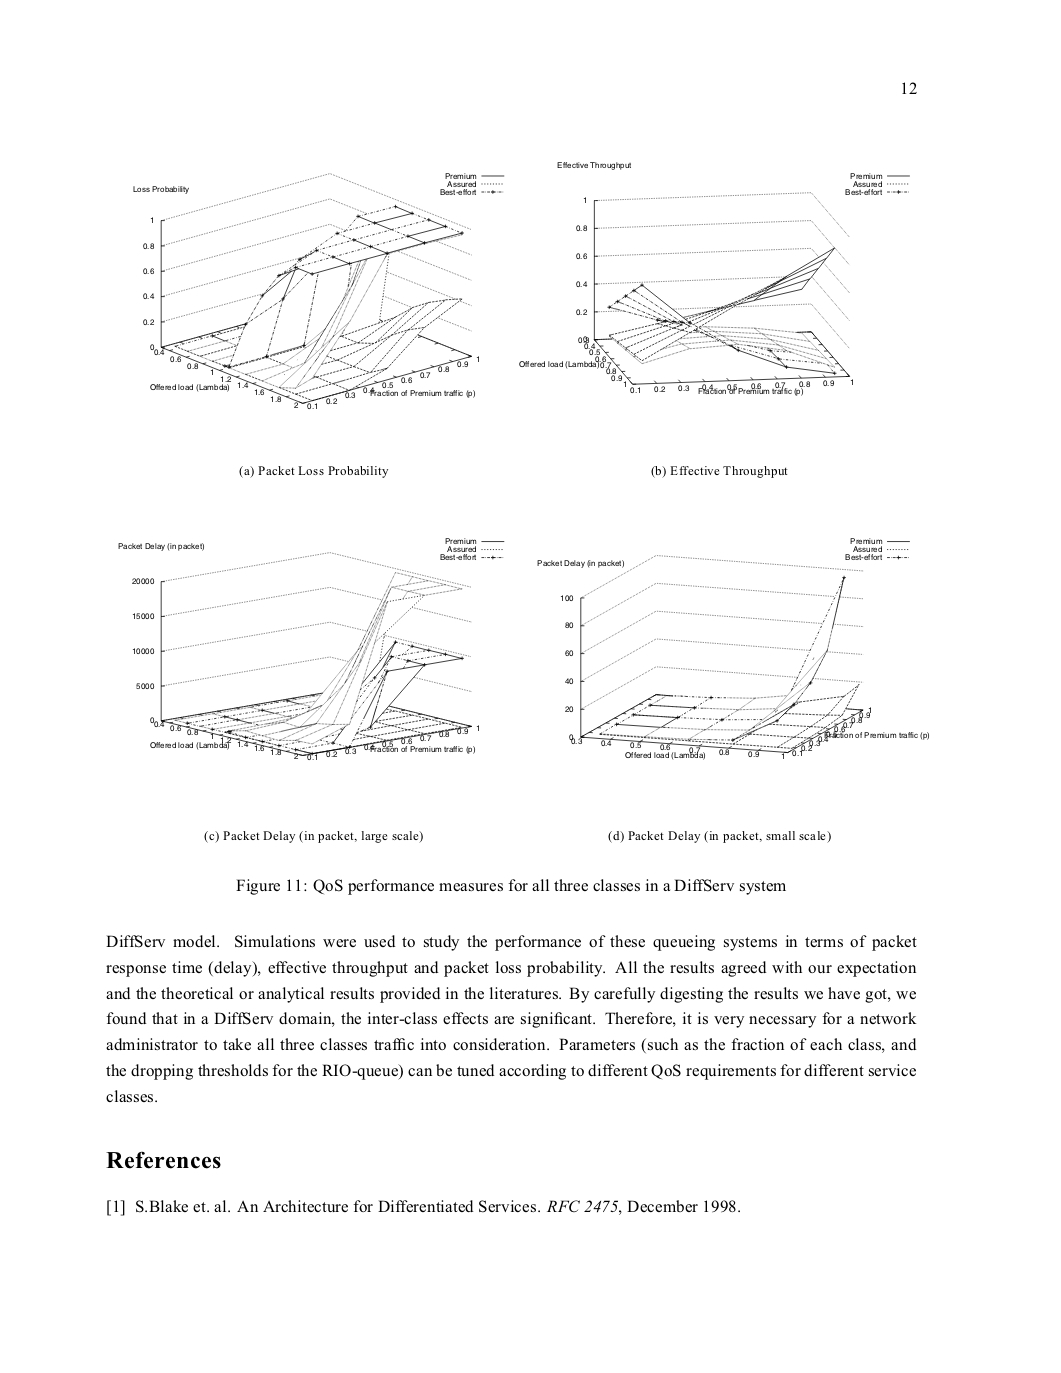 12
Loss Probability
Premium
Assured
Best-effort
1
0.8
0.6
0.4
0.2
0
0.4
0.6
0.8
1
1.2
1.4
1.6
1.8
2
Offered load (Lambda)
0.1
0.2
0.3
0.4
0.5
0.6
0.7
0.8
0.9
1
Fraction of Premium traffic (p)
(a) Packet Loss Probability
Effective Throughput
Premium
Assured
Best-effort
1
0.8
0.6
0.4
0.2
0
0.3
0.4
0.5
0.6
0.7
0.8
0.9
1
Offered load (Lambda)
0.1
0.2
0.3
0.4
0.5
0.6
0.7
0.8
0.9
1
Fraction of Premium traffic (p)
(b) Effective Throughput
Packet Delay (in packet)
Premium
Assured
Best-effort
20000
15000
10000
5000
0
0.4
0.6
0.8
1
1.2
1.4
1.6
1.8
2
Offered load (Lambda)
0.1
0.2
0.3
0.4
0.5
0.6
0.7
0.8
0.9
1
Fraction of Premium traffic (p)
(c) Packet Delay (in packet, large scale)
Packet Delay (in packet)
Premium
Assured
Best-effort
100
80
60
40
20
0
0.3
0.4
0.5
0.6
0.7
0.8
0.9
1
Offered load (Lambda)
0.1
0.2
0.3
0.4
0.5
0.6
0.7
0.8
0.9
1
Fraction of Premium traffic (p)
(d) Packet Delay (in packet, small scale)
Figure 11: QoS performance measures for all three classes in a DiffServ system
DiffServ model. Simulations were used to study the performance of these queueing systems in terms of packet
response time (delay), effective throughput and packet loss probability. All the results agreed with our expectation
and the theoretical or analytical results provided in the literatures. By carefully digesting the results we have got, we
found that in a DiffServ domain, the inter-class effects are significant. Therefore, it is very necessary for a network
administrator to take all three classes traffic into consideration. Parameters (such as the fraction of each class, and
the dropping thresholds for the RIO-queue) can be tuned according to different QoS requirements for different service
classes.
References
[1] S.Blake et. al. An Architecture for Differentiated Services. RFC 2475, December 1998.